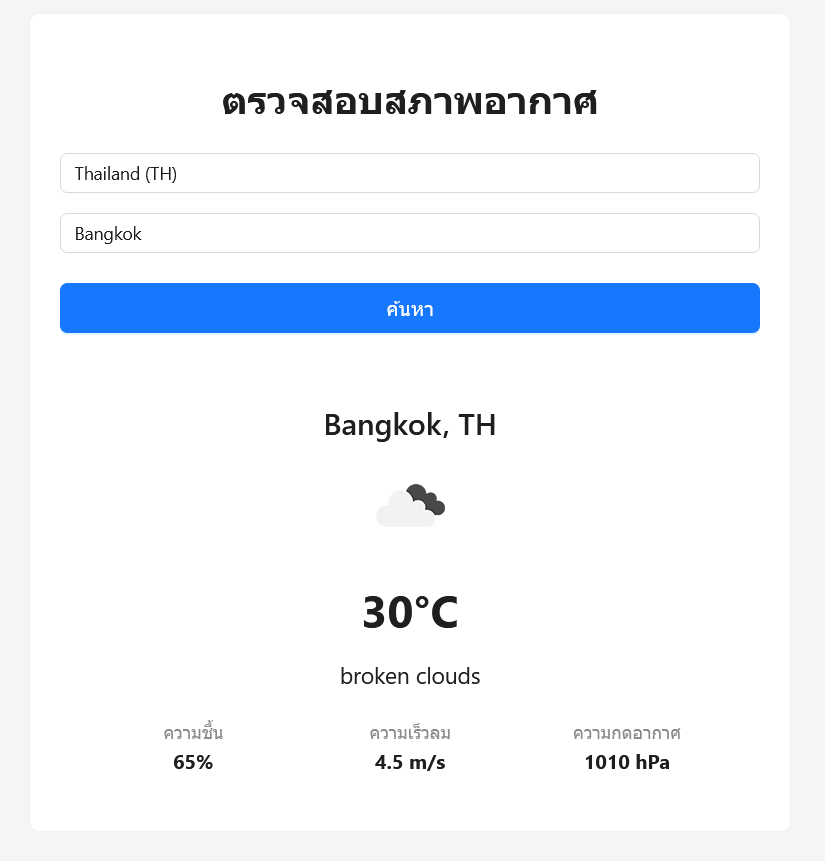 ตรวจสอบสภาพอากาศ
Thailand (TH)
Bangkok
ค้นหา
Bangkok, TH
30°C
broken clouds
ความชื้น ความเร็วลม ความกดอากาศ
65% 4.5 m/s 1010 hPa